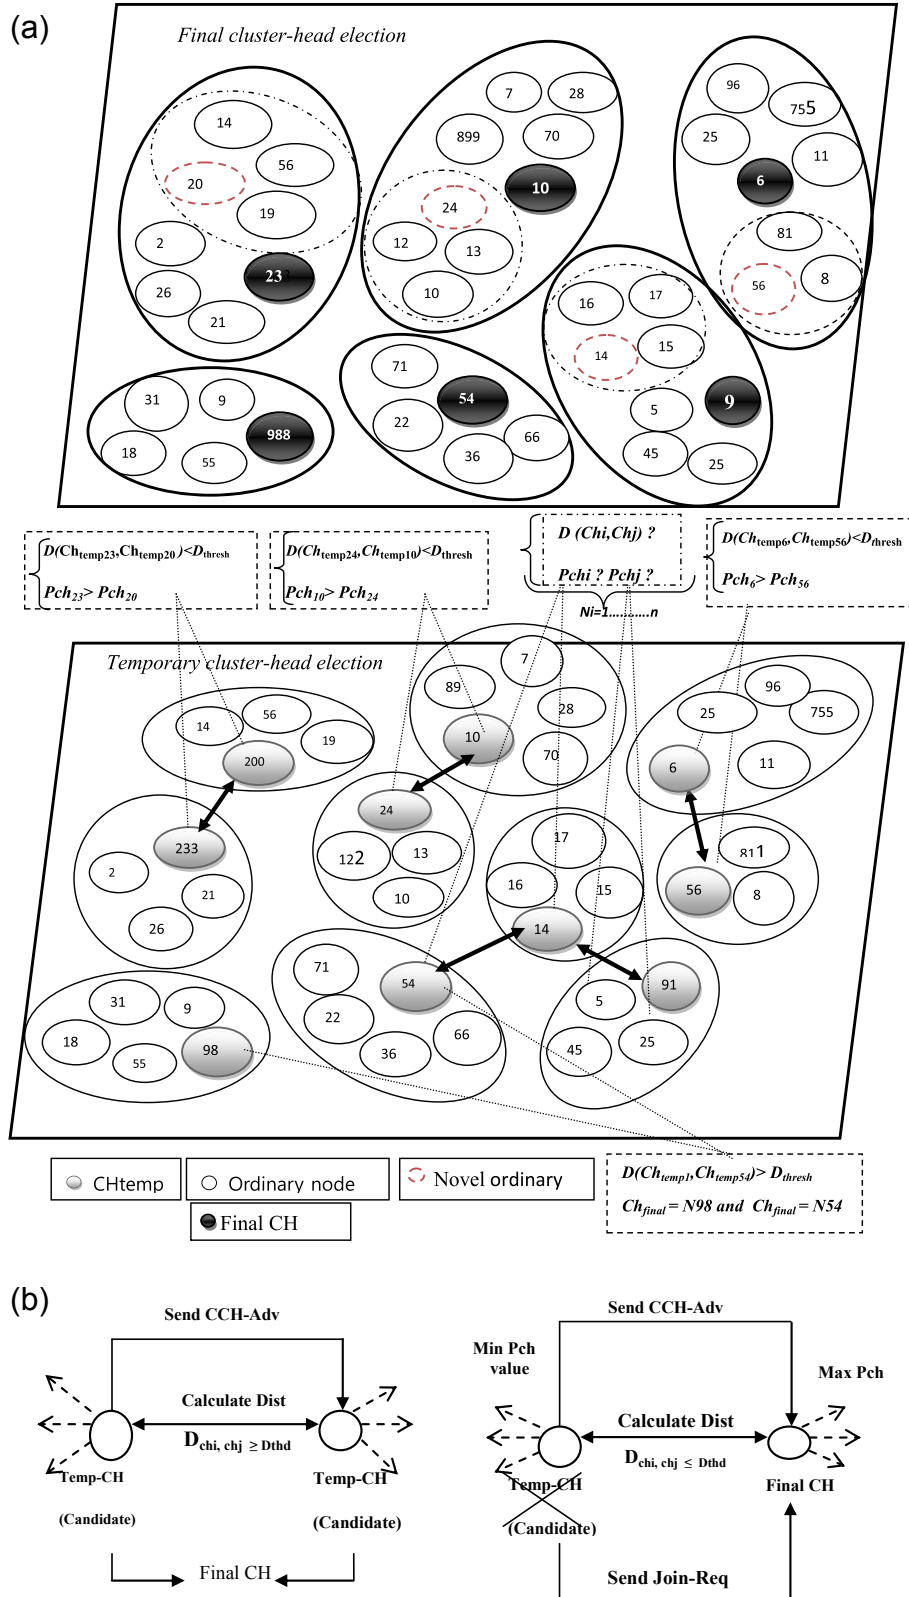 (a)
Final cluster-head election
7
28
96
755
14
899
70
25
11
56
20
10
6
24
19
2
12
13
81
23
26
10
16
17
56
8
21
14
15
71
31
9
54
5
9
988
22
18
66
55
36
45
25
D(Chtemp23,Chtemp20)<Dthresh
Pch23> Pch20
D(Chtemp24,Chtemp10)<Dthresh
Pch10> Pch24
D (Chi,Chj) ?
Pchi ? Pchj ?
Ni=1..........n
D(Chtemp6,Chtemp56)<Dthresh
Pch6> Pch56
Temporary cluster-head election
7
89
96
14
56
28
25
755
19
10
200
70
6
11
24
233
17
122
13
811
2
16
15
56
8
21
10
26
14
71
54
91
31
9
5
22
18
98
66
55
36
45
25
CHtemp
Ordinary node
Novel ordinary
Final CH
D(Chtemp1,Chtemp54)> Dthresh
Chfinal = N98 and Chfinal = N54
(b)
Send CCH-Adv
Calculate Dist
Dchi, chj ≥ Dthd
Temp-CH
Temp-CH
(Candidate)
(Candidate)
Final CH
Send CCH-Adv
Min Pch
value
Max Pch
Calculate Dist
Dchi, chj ≤ Dthd
Temp-CH
Final CH
(Candidate)
Send Join-Req